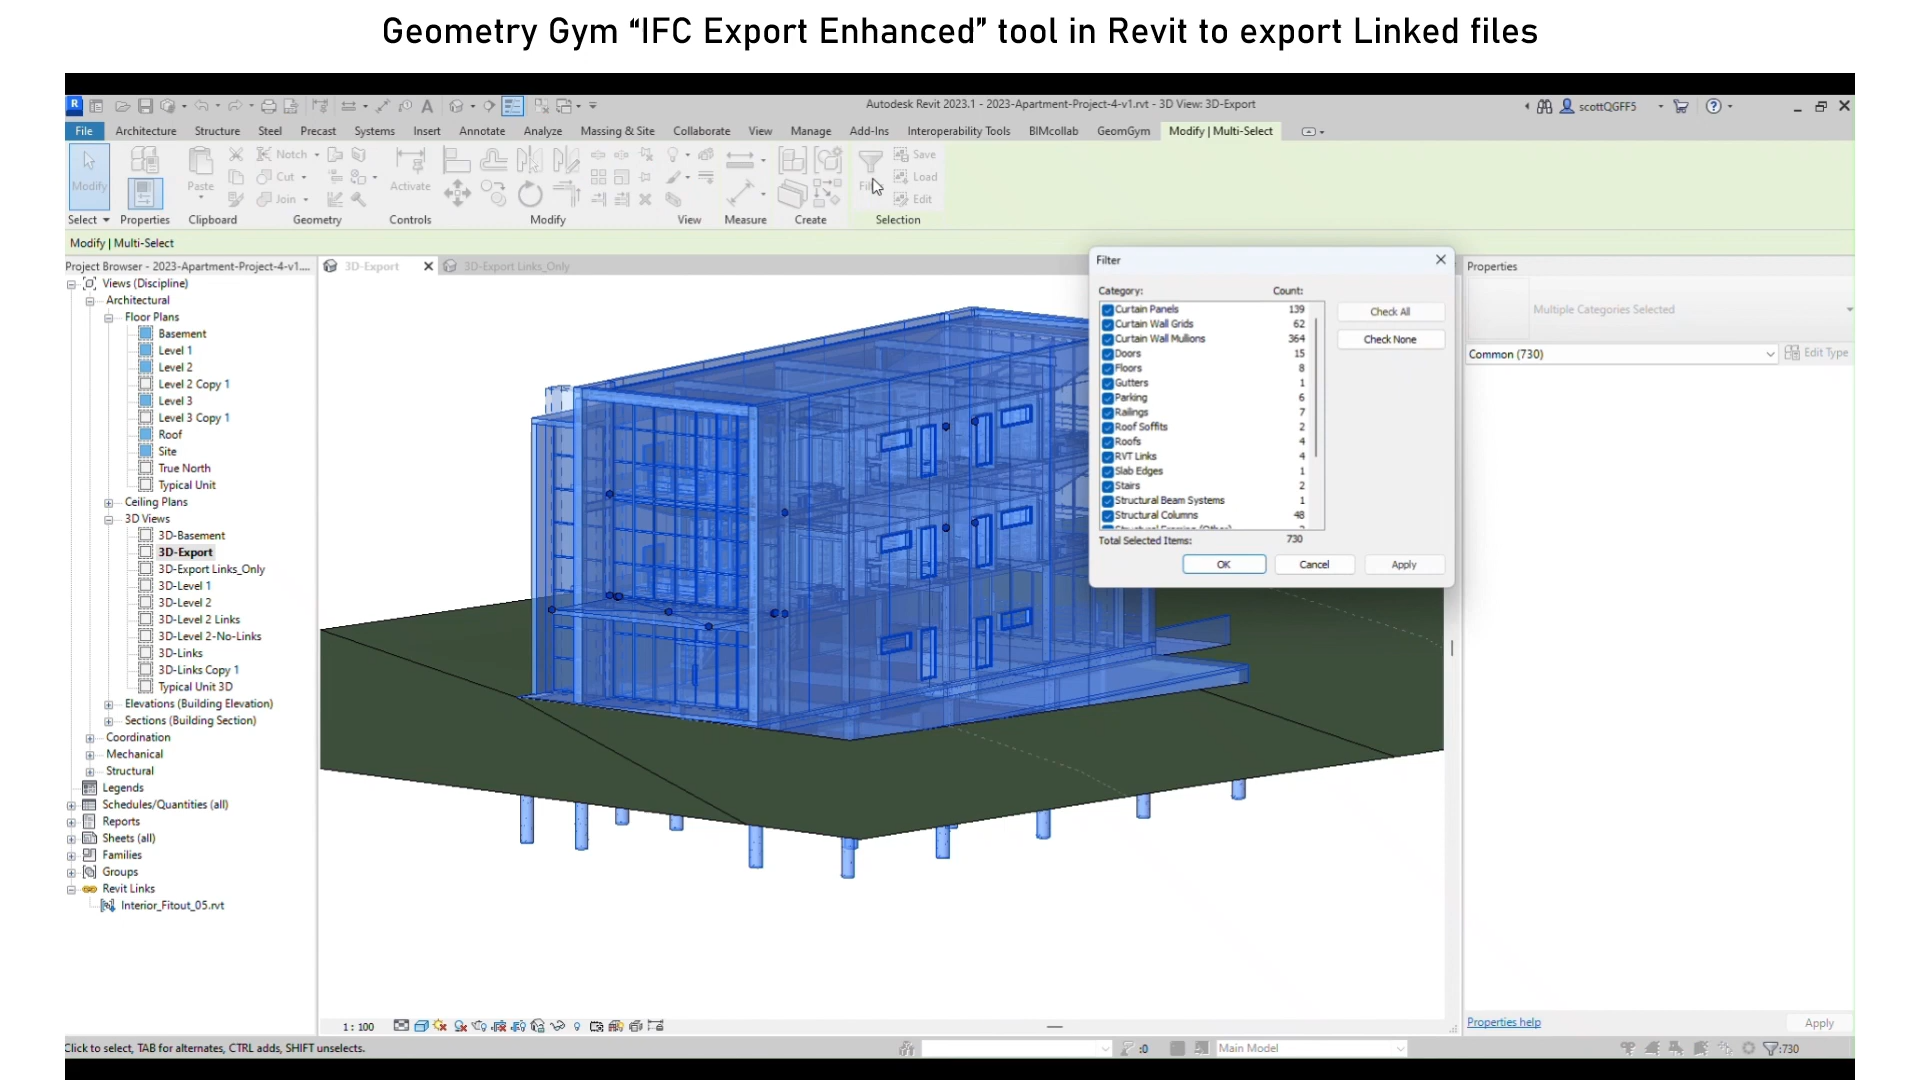 Geometry Gym “IFC Export Enhanced” tool in Revit to export Linked files
Autodesk Revit 2023.1 - 2023-Apartment-Project-4-v1.rvt - 3D View: 3D-Export
scottQGFF5
File Architecture Structure Steel Precast Systems Insert Annotate Analyze Massing & Site Collaborate View Manage Add-Ins Interoperability Tools BIMcollab GeomGym Modify | Multi-Select
Notch
Save
Cut
Load
Modify
Paste
Activate
Join
Edit
Select Properties Clipboard Geometry Controls Modify View Measure Create Selection
Modify | Multi-Select
Project Browser - 2023-Apartment-Project-4-v1....
Views (Discipline)
Architectural
Floor Plans
Basement
Level 1
Level 2
Level 2 Copy 1
Level 3
Level 3 Copy 1
Roof
Site
True North
Typical Unit
Ceiling Plans
3D Views
3D-Basement
3D-Export
3D-Export Links_Only
3D-Level 1
3D-Level 2
3D-Level 2 Links
3D-Level 2-No-Links
3D-Links
3D-Links Copy 1
Typical Unit 3D
Elevations (Building Elevation)
Sections (Building Section)
Coordination
Mechanical
Structural
Legends
Schedules/Quantities (all)
Reports
Sheets (all)
Families
Groups
Revit Links
Interior_Fitout_05.rvt
3D-Export
3D-Export Links_Only
Filter
Category: Count:
Curtain Panels 139
Curtain Wall Grids 62
Curtain Wall Mullions 364
Doors 15
Floors 8
Gutters 1
Parking 6
Railings 7
Roof Soffits 2
Roofs 4
RVT Links 4
Slab Edges 1
Stairs 2
Structural Beam Systems 1
Structural Columns 48
Total Selected Items: 730
Check All
Check None
OK Cancel Apply
Properties
Multiple Categories Selected
Common (730)
Edit Type
Properties help
Apply
1 : 100
Click to select, TAB for alternates, CTRL adds, SHIFT unselects.
:0
Main Model
:730